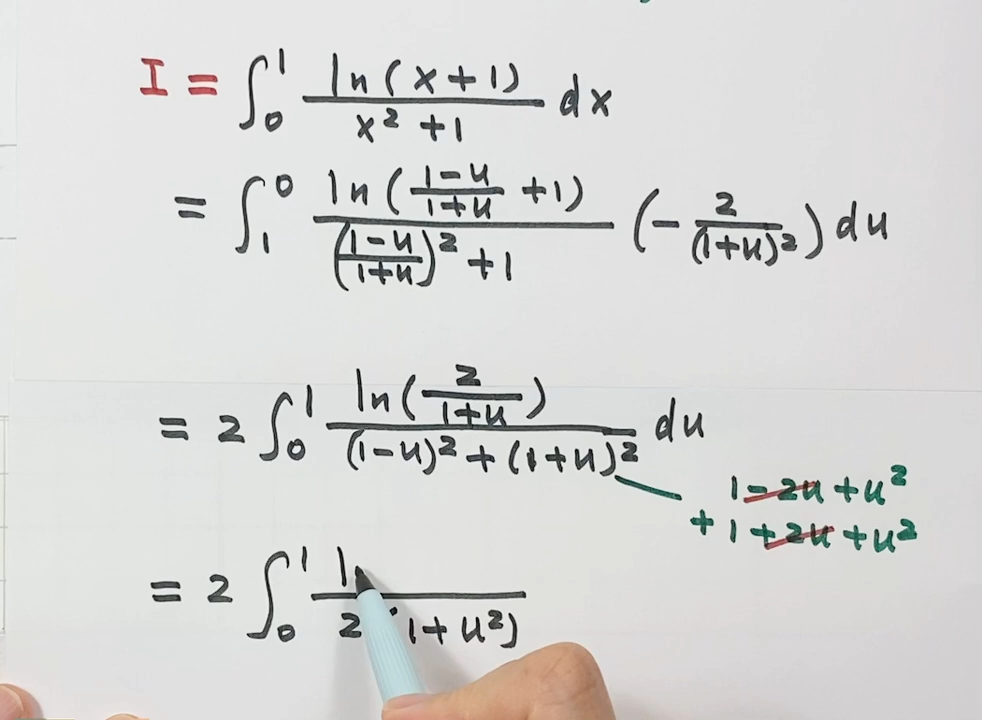 I = ∫₀¹ ln(x+1) / (x²+1) dx
= ∫₁⁰ ln((1-u)/(1+u) +1) / (((1-u)/(1+u))² +1) (- 2/(1+u)²) du
= 2 ∫₀¹ ln(2/(1+u)) / ((1-u)² + (1+u)²) du
1 - 2u + u²
+ 1 + 2u + u²
= 2 ∫₀¹ l / 2 1+u²)